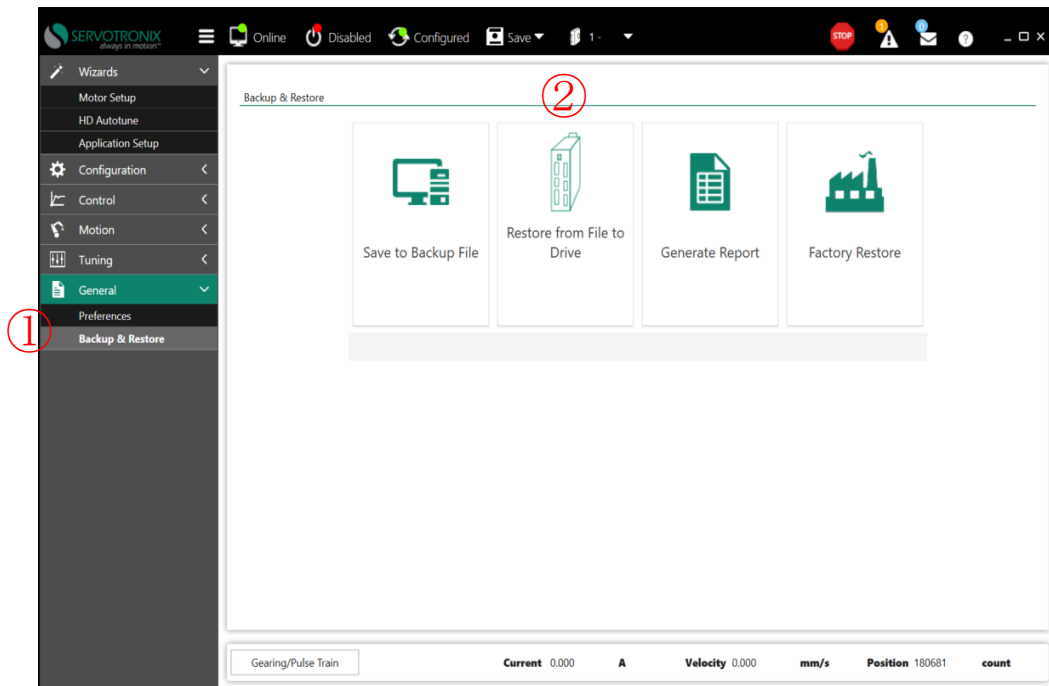 SERVOTRONIX
always in motion™
Online
Disabled
Configured
Save
1 -
STOP
1
0
?
Wizards
Motor Setup
HD Autotune
Application Setup
Configuration
Control
Motion
Tuning
General
Preferences
①
Backup & Restore
Backup & Restore
②
Save to Backup File
Restore from File to
Drive
Generate Report
Factory Restore
Gearing/Pulse Train
Current 0.000 A
Velocity 0.000 mm/s
Position 180681 count